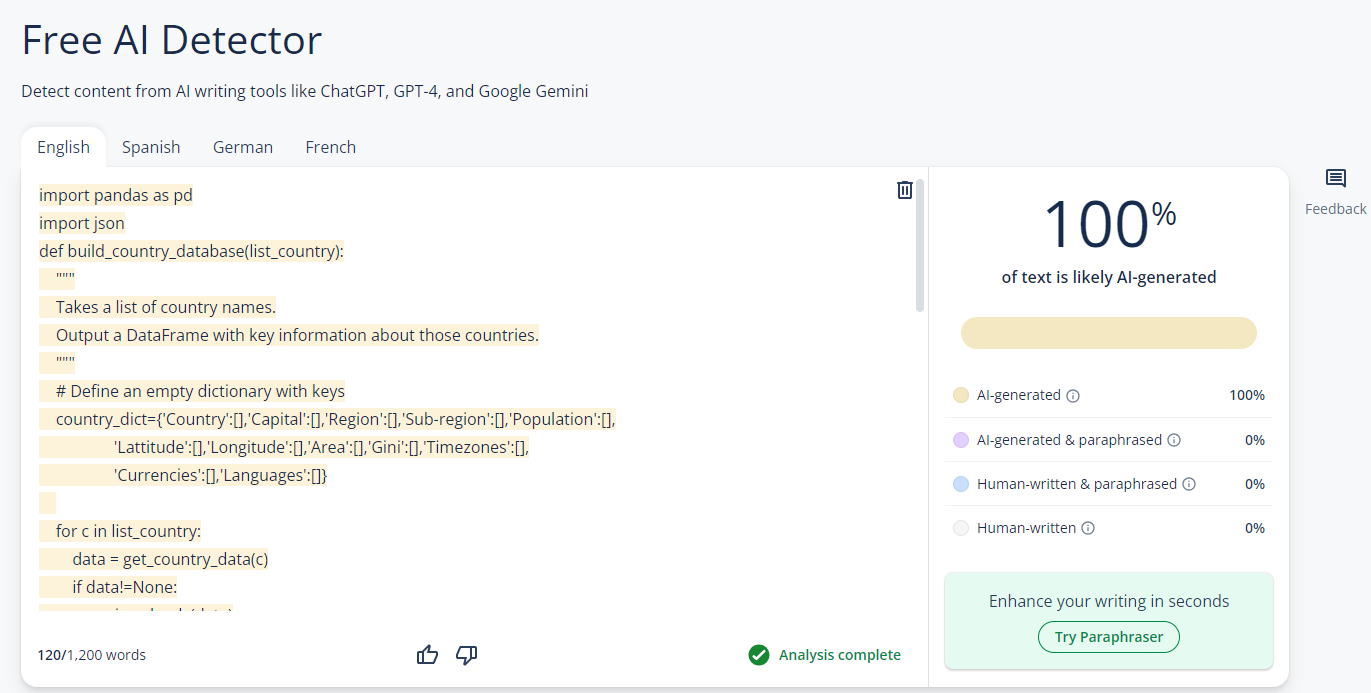 Free AI Detector
Detect content from AI writing tools like ChatGPT, GPT-4, and Google Gemini
English Spanish German French
import pandas as pd
import json
def build_country_database(list_country):
    """
    Takes a list of country names.
    Output a DataFrame with key information about those countries.
    """
    # Define an empty dictionary with keys
    country_dict={'Country':[],'Capital':[],'Region':[],'Sub-region':[],'Population':[],
                  'Lattitude':[],'Longitude':[],'Area':[],'Gini':[],'Timezones':[],
                  'Currencies':[],'Languages':[]}
    for c in list_country:
        data = get_country_data(c)
        if data!=None:
120/1,200 words
Analysis complete
100%
of text is likely AI-generated
AI-generated 100%
AI-generated & paraphrased 0%
Human-written & paraphrased 0%
Human-written 0%
Enhance your writing in seconds
Try Paraphraser
Feedback